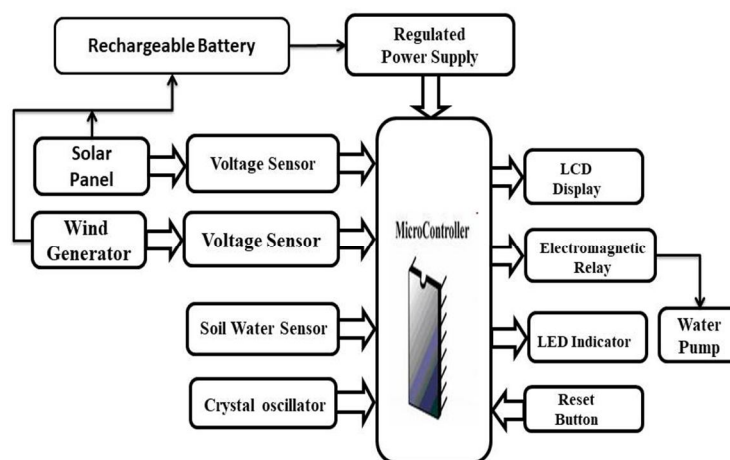 Rechargeable Battery
Regulated
Power Supply
Solar
Panel
Voltage Sensor
LCD
Display
Wind
Generator
Voltage Sensor
MicroController
Electromagnetic
Relay
Soil Water Sensor
LED Indicator
Water
Pump
Crystal oscillator
Reset
Button